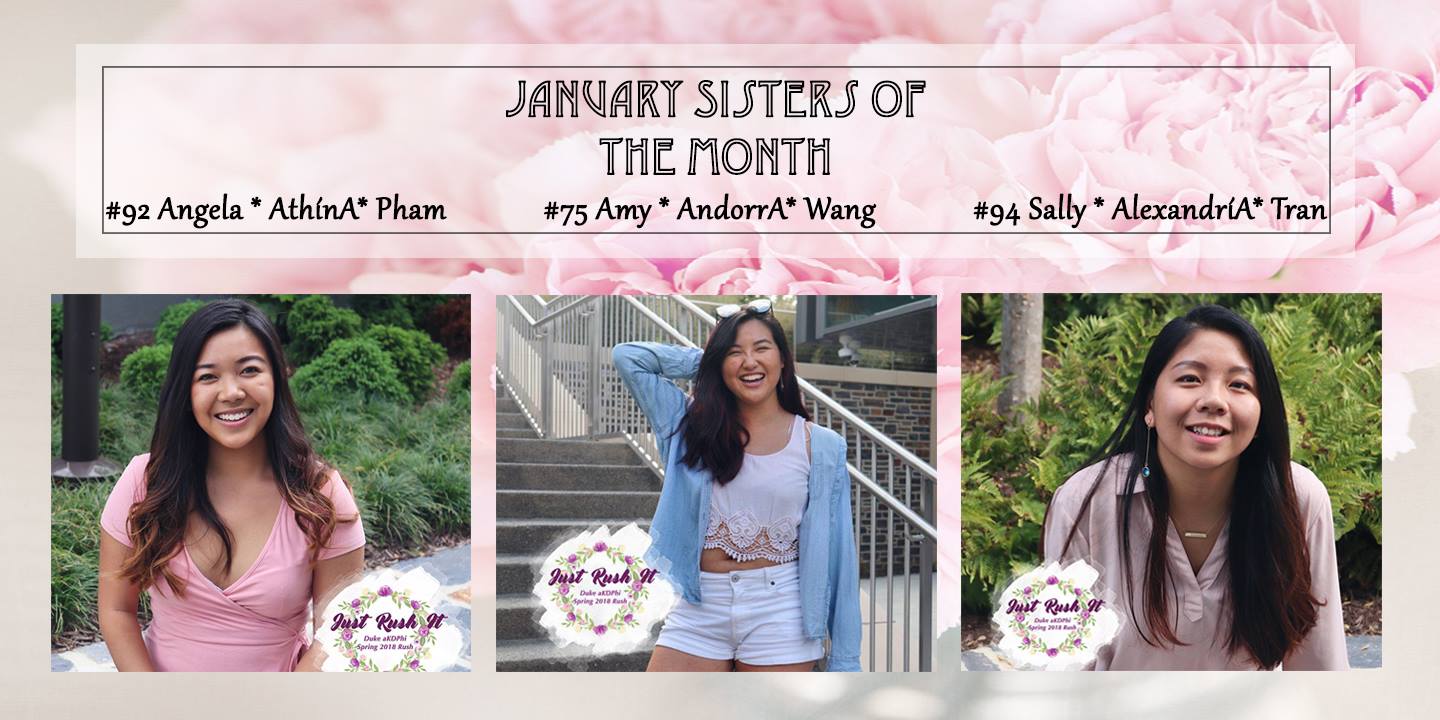 JANUARY SISTERS OF
THE MONTH
#92 Angela * AthínA* Pham
#75 Amy * AndorrA* Wang
#94 Sally * AlexandríA* Tran
Just Rush It
Duke aKDPhi
Spring 2018 Rush
Just Rush It
Duke aKDPhi
Spring 2018 Rush
Just Rush It
Duke aKDPhi
Spring 2018 Rush